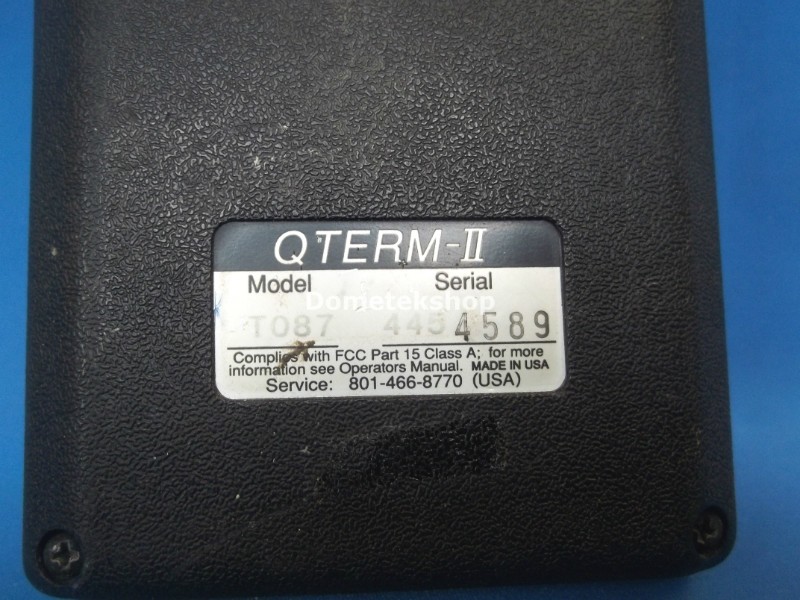 QTERM-II
Model Serial
Dometekshop
T087 4589
Complies with FCC Part 15 Class A; for more
information see Operators Manual. MADE IN USA
Service: 801-466-8770 (USA)